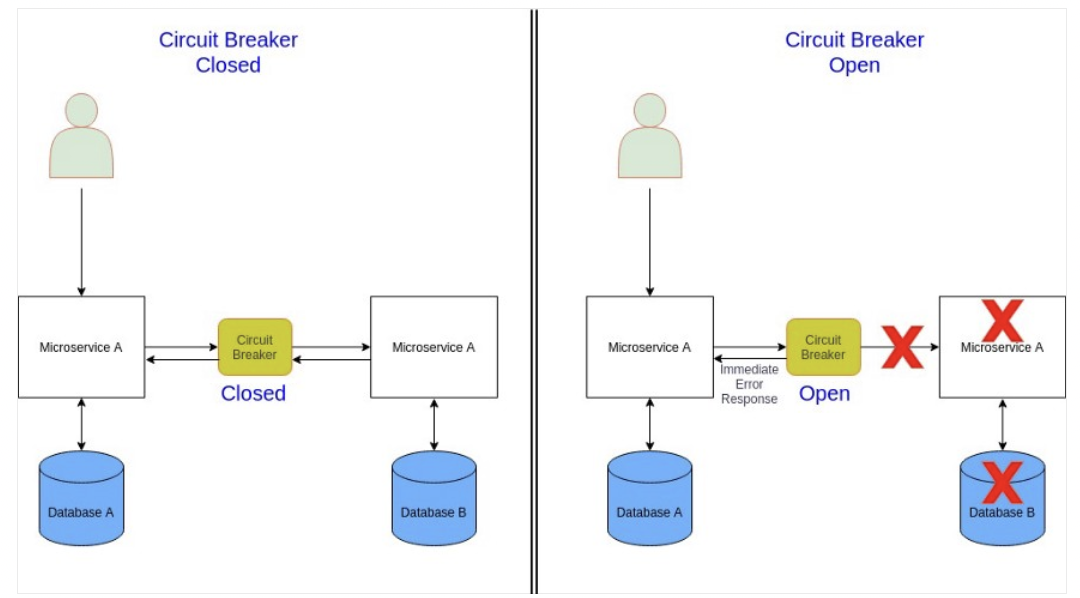 Circuit Breaker
Closed
Microservice A
Circuit
Breaker
Microservice A
Closed
Database A
Database B
Circuit Breaker
Open
Microservice A
Circuit
Breaker
Microservice A
Immediate
Error
Response
Open
Database A
Database B